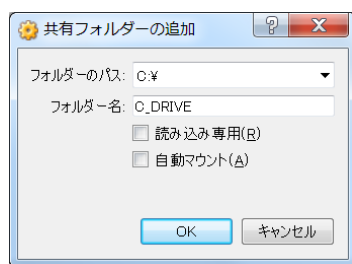 共有フォルダーの追加
フォルダーのパス: C:¥
フォルダー名: C_DRIVE
読み込み専用(R)
自動マウント(A)
OK キャンセル